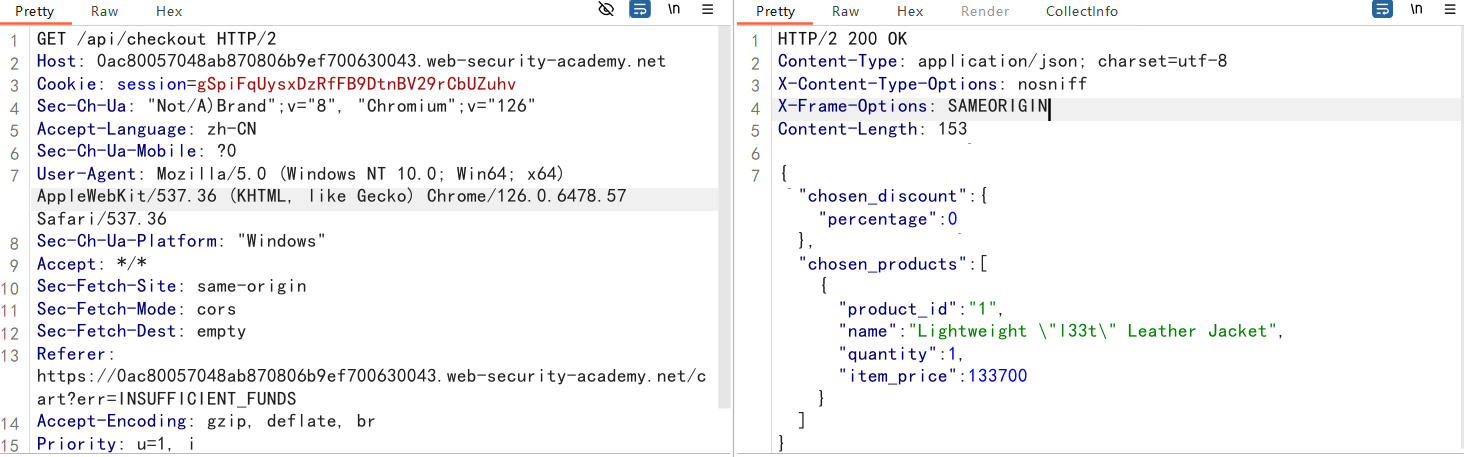 Pretty Raw Hex \n
1 GET /api/checkout HTTP/2
2 Host: 0ac80057048ab870806b9ef700630043.web-security-academy.net
3 Cookie: session=gSpiFqUysxDzRfFB9DtnBV29rCbUZuhv
4 Sec-Ch-Ua: "Not/A)Brand";v="8", "Chromium";v="126"
5 Accept-Language: zh-CN
6 Sec-Ch-Ua-Mobile: ?0
7 User-Agent: Mozilla/5.0 (Windows NT 10.0; Win64; x64)
AppleWebKit/537.36 (KHTML, like Gecko) Chrome/126.0.6478.57
Safari/537.36
8 Sec-Ch-Ua-Platform: "Windows"
9 Accept: */*
10 Sec-Fetch-Site: same-origin
11 Sec-Fetch-Mode: cors
12 Sec-Fetch-Dest: empty
13 Referer:
https://0ac80057048ab870806b9ef700630043.web-security-academy.net/c
art?err=INSUFFICIENT_FUNDS
14 Accept-Encoding: gzip, deflate, br
15 Priority: u=1, i
Pretty Raw Hex Render CollectInfo \n
1 HTTP/2 200 OK
2 Content-Type: application/json; charset=utf-8
3 X-Content-Type-Options: nosniff
4 X-Frame-Options: SAMEORIGIN
5 Content-Length: 153
6
7 {
"chosen_discount":{
"percentage":0
},
"chosen_products":[
{
"product_id":"1",
"name":"Lightweight \"l33t\" Leather Jacket",
"quantity":1,
"item_price":133700
}
]
}